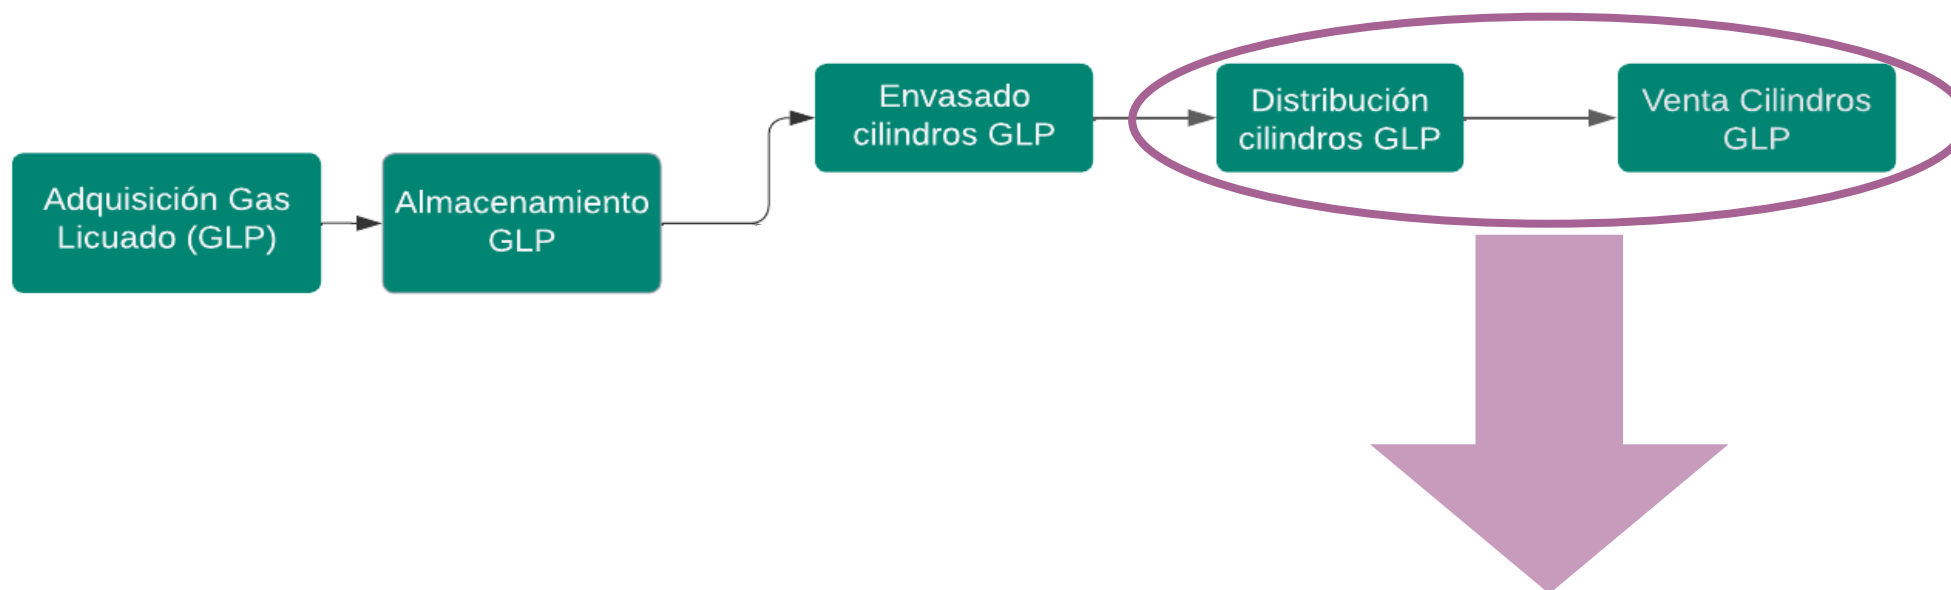 Adquisición Gas
Licuado (GLP)
Almacenamiento
GLP
Envasado
cilindros GLP
Distribución
cilindros GLP
Venta Cilindros
GLP